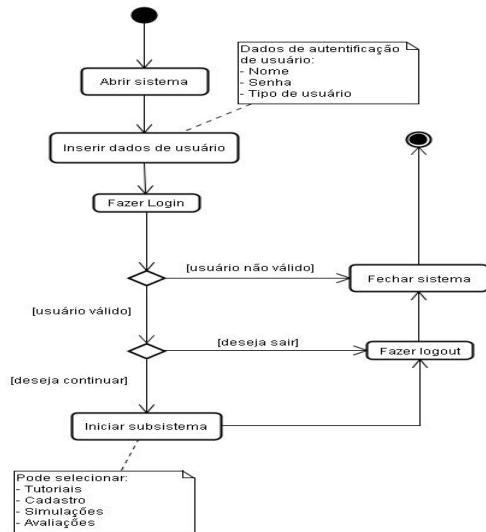 Dados de autentificação
de usuário:
- Nome
- Senha
- Tipo de usuário
Abrir sistema
Inserir dados de usuário
Fazer Login
[usuário não válido]
Fechar sistema
[usuário válido]
[deseja sair]
Fazer logout
[deseja continuar]
Iniciar subsistema
Pode selecionar:
- Tutoriais
- Cadastro
- Simulações
- Avaliações